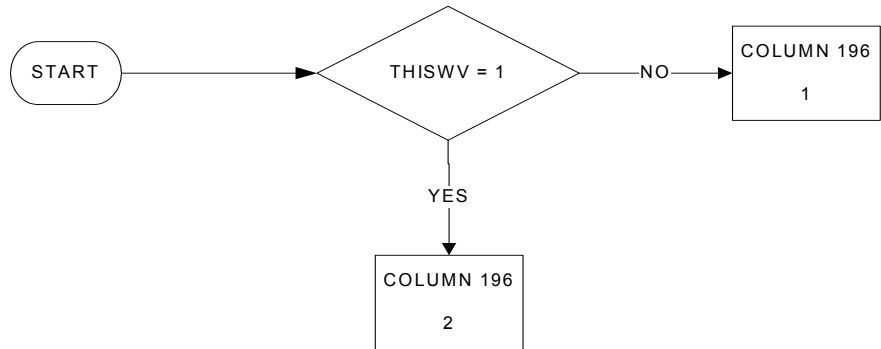 START
THISWV = 1
NO
COLUMN 196
1
YES
COLUMN 196
2